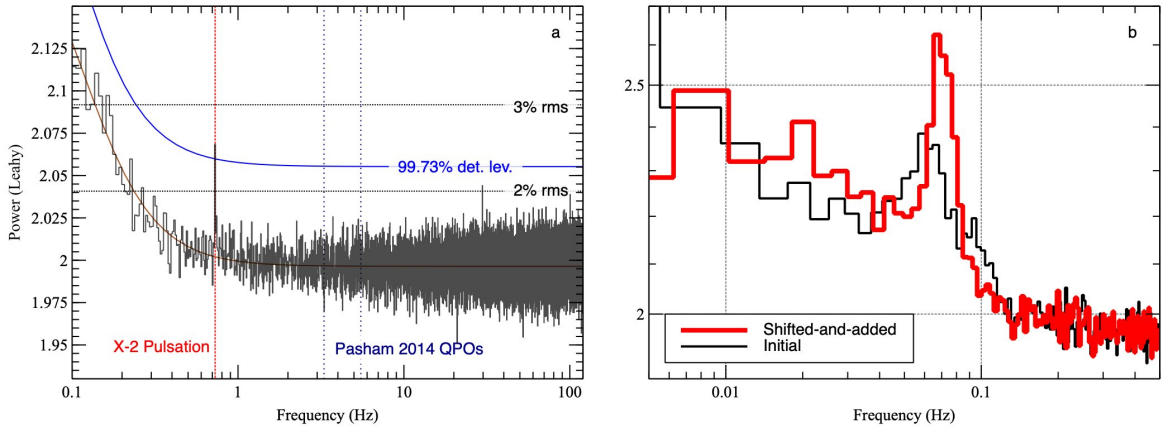 2.125
2.1
2.075
2.05
2.025
2
1.975
1.95
Power (Leahy)
a
3% rms
99.73% det. lev.
2% rms
X-2 Pulsation
Pasham 2014 QPOs
0.1
1
10
100
Frequency (Hz)
b
2.5
2
Shifted-and-added
Initial
0.01
0.1
Frequency (Hz)